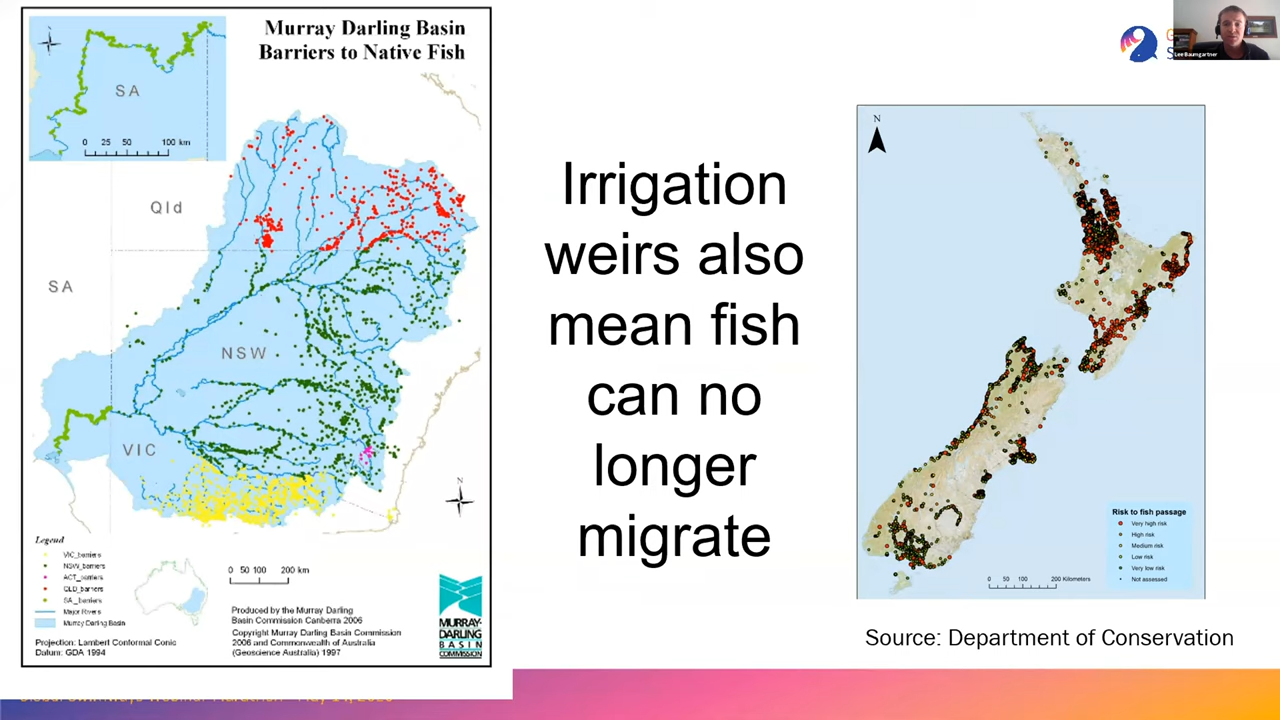 Murray Darling Basin
Barriers to Native Fish
SA
0 25 50 100 km
Qld
SA
NSW
VIC
Legend
VIC_barriers
NSW_barriers
ACT_barriers
QLD_barriers
SA_barriers
Major Rivers
Murray Darling Basin
Projection: Lambert Conformal Conic
Datum: GDA 1994
0 50 100 200 km
Produced by the Murray Darling
Basin Commission Canberra 2006
Copyright Murray Darling Basin Commission
2006 and Commonwealth of Australia
(Geoscience Australia) 1997
N
MURRAY-
DARLING
BASIN
COMMISSION
Irrigation
weirs also
mean fish
can no
longer
migrate
Lee Baumgartner
N
Risk to fish passage
Very high risk
High risk
Medium risk
Low risk
Very low risk
Not assessed
0 50 100 200 Kilometers
Source: Department of Conservation